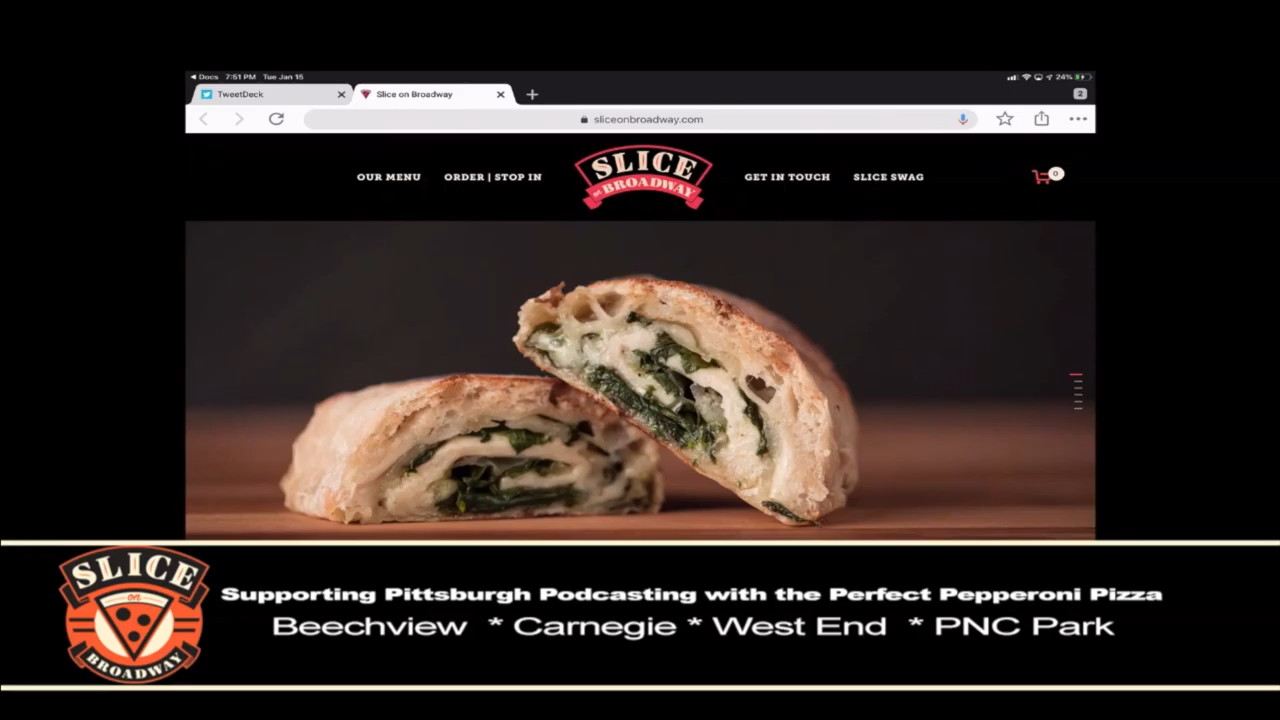 Docs 7:51 PM Tue Jan 15
24%
TweetDeck
Slice on Broadway
2
sliceonbroadway.com
OUR MENU ORDER | STOP IN
SLICE
on BROADWAY
GET IN TOUCH SLICE SWAG
0
SLICE
on
BROADWAY
Supporting Pittsburgh Podcasting with the Perfect Pepperoni Pizza
Beechview * Carnegie * West End * PNC Park